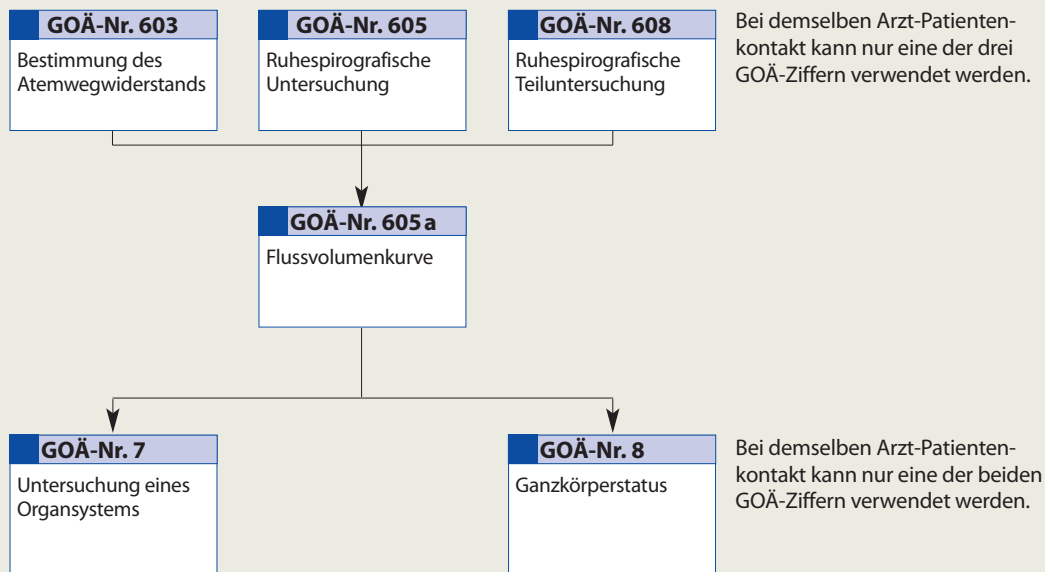 GOÄ-Nr. 603
Bestimmung des
Atemwegwiderstands
GOÄ-Nr. 605
Ruhespirografische
Untersuchung
GOÄ-Nr. 608
Ruhespirografische
Teiluntersuchung
Bei demselben Arzt-Patienten-
kontakt kann nur eine der drei
GOÄ-Ziffern verwendet werden.
GOÄ-Nr. 605 a
Flussvolumenkurve
GOÄ-Nr. 7
Untersuchung eines
Organsystems
GOÄ-Nr. 8
Ganzkörperstatus
Bei demselben Arzt-Patienten-
kontakt kann nur eine der beiden
GOÄ-Ziffern verwendet werden.